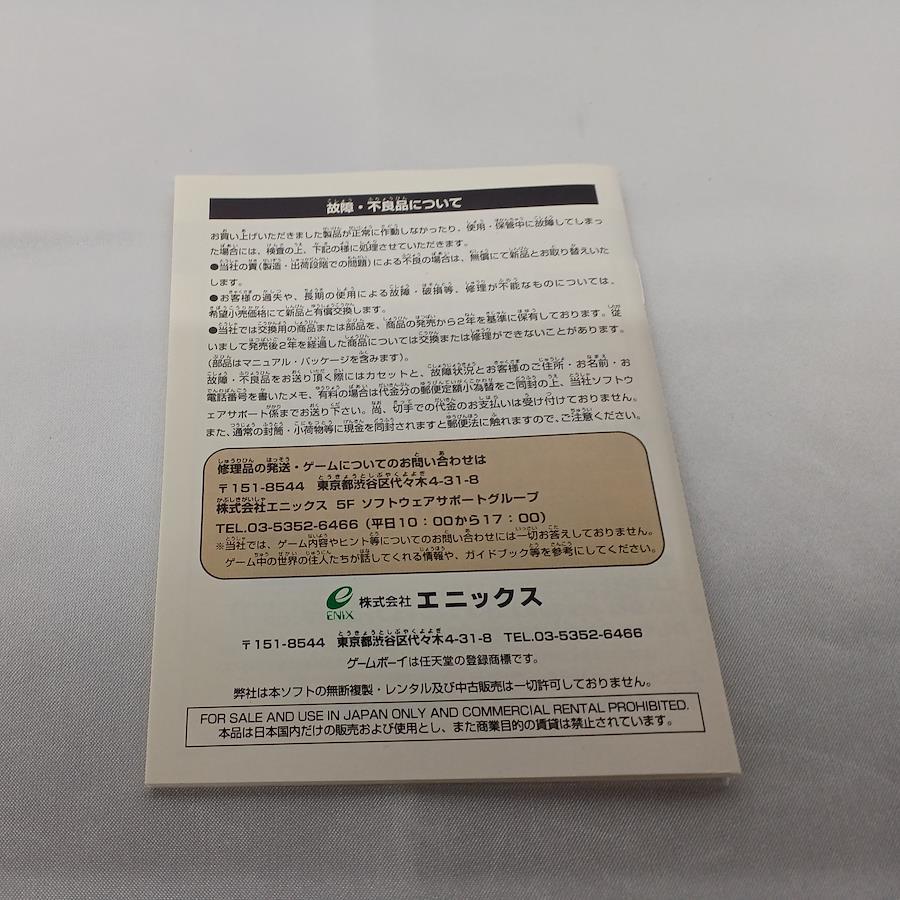 故障・不良品について
お買い上げいただきました製品が正常に作動しなかったり、使用・保管中に故障してしまっ
た場合には、検査の上、下記の様に処理させていただきます。
●当社の責(製造・出荷段階での問題)による不良の場合は、無償にて新品とお取り替えいた
します。
●お客様の過失や、長期の使用による故障・破損等、修理が不能なものについては、
希望小売価格にて新品と有償交換します。
●当社では交換用の商品または部品を、商品の発売から2年を基準に保有しております。従
いまして発売後2年を経過した商品については交換または修理ができないことがあります。
(部品はマニュアル・パッケージを含みます)。
故障・不良品をお送り頂く際にはカセットと、故障状況とお客様のご住所・お名前・お
電話番号を書いたメモ、有料の場合は代金分の郵便定額小為替をご同封の上、当社ソフトウ
ェアサポート係までお送り下さい。尚、切手での代金のお支払いは受け付けておりません。
また、通常の封筒・小荷物等に現金を同封されますと郵便法に触れますので、ご注意ください。
修理品の発送・ゲームについてのお問い合わせは
〒151-8544 東京都渋谷区代々木4-31-8
株式会社エニックス 5F ソフトウェアサポートグループ
TEL.03-5352-6466 (平日10:00から17:00)
※当社では、ゲーム内容やヒント等についてのお問い合わせには一切お答えしておりません。
ゲーム中の世界の住人たちが話してくれる情報や、ガイドブック等を参考にしてください。
ENIX 株式会社 エニックス
〒151-8544 東京都渋谷区代々木4-31-8 TEL.03-5352-6466
ゲームボーイは任天堂の登録商標です。
弊社は本ソフトの無断複製・レンタル及び中古販売は一切許可しておりません。
FOR SALE AND USE IN JAPAN ONLY AND COMMERCIAL RENTAL PROHIBITED.
本品は日本国内だけの販売および使用とし、また商業目的の賃貸は禁止されています。